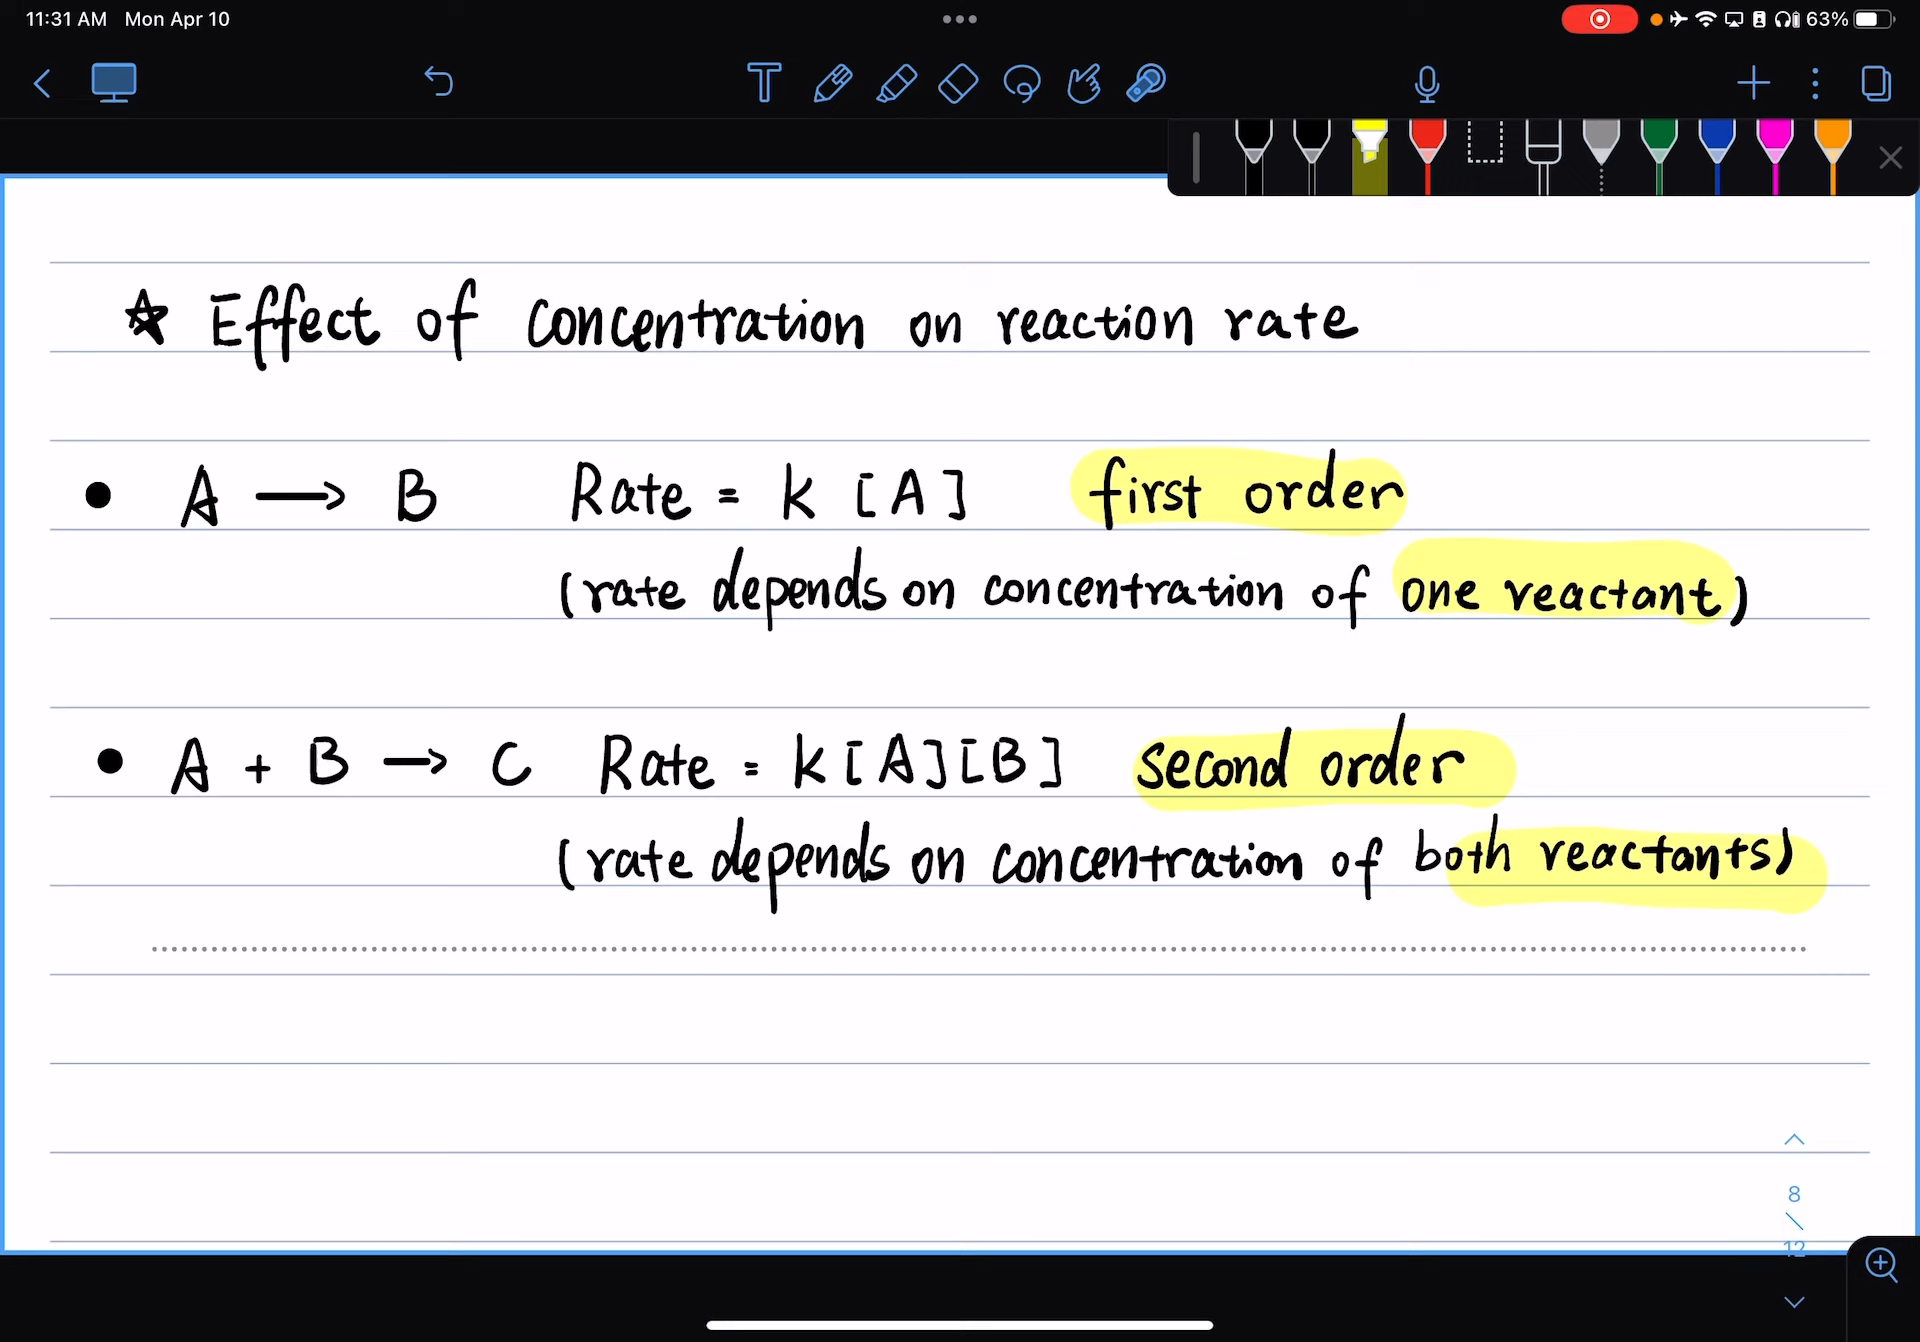 11:31 AM Mon Apr 10
63%
☆ Effect of concentration on reaction rate
• A → B Rate = k [A] first order
(rate depends on concentration of one reactant)
• A + B → C Rate = k[A][B] second order
(rate depends on concentration of both reactants)
8
12